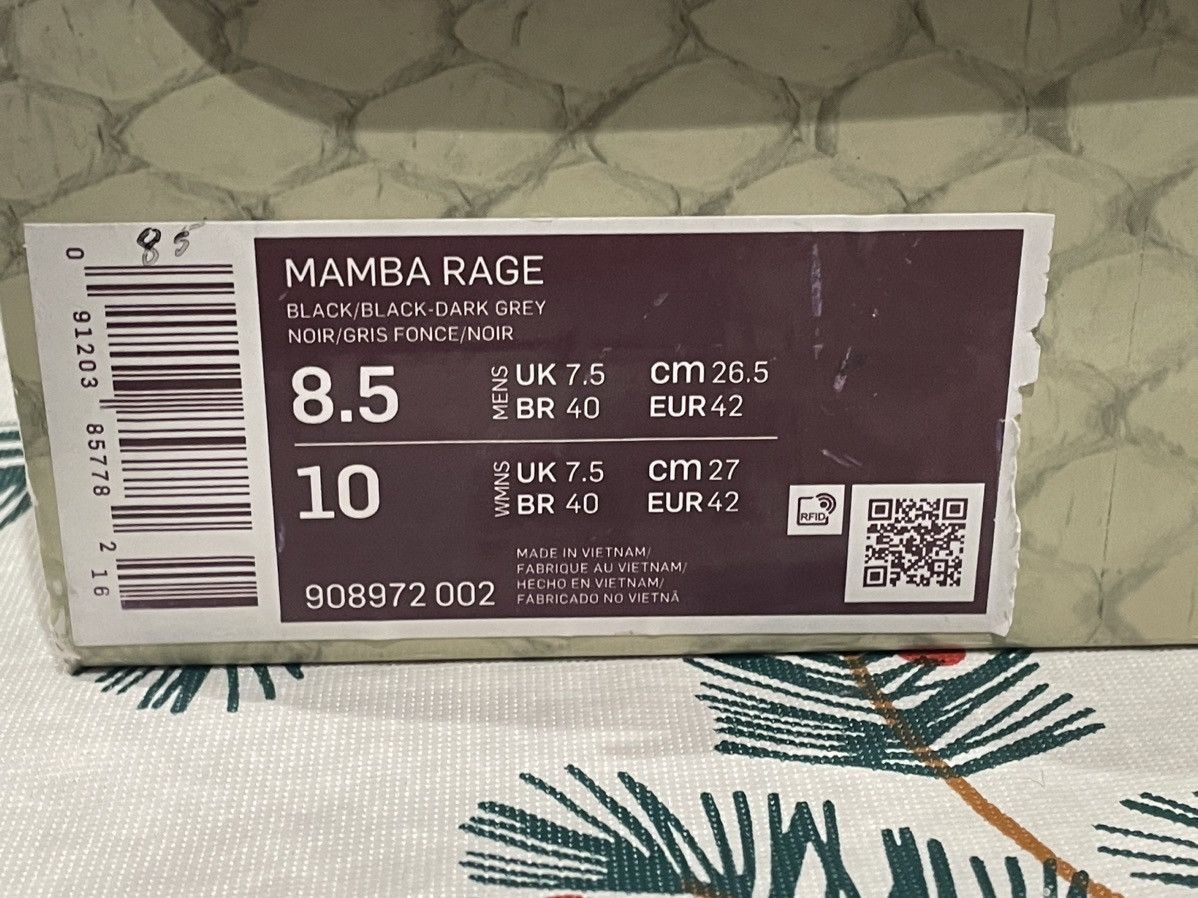 8 5
0 91203 85778 2 16
MAMBA RAGE
BLACK/BLACK-DARK GREY
NOIR/GRIS FONCE/NOIR
8.5 MENS UK 7.5 cm 26.5
BR 40 EUR 42
10 WMNS UK 7.5 cm 27
BR 40 EUR 42
RFID
MADE IN VIETNAM/
FABRIQUE AU VIETNAM/
HECHO EN VIETNAM/
FABRICADO NO VIETNÃ
908972 002